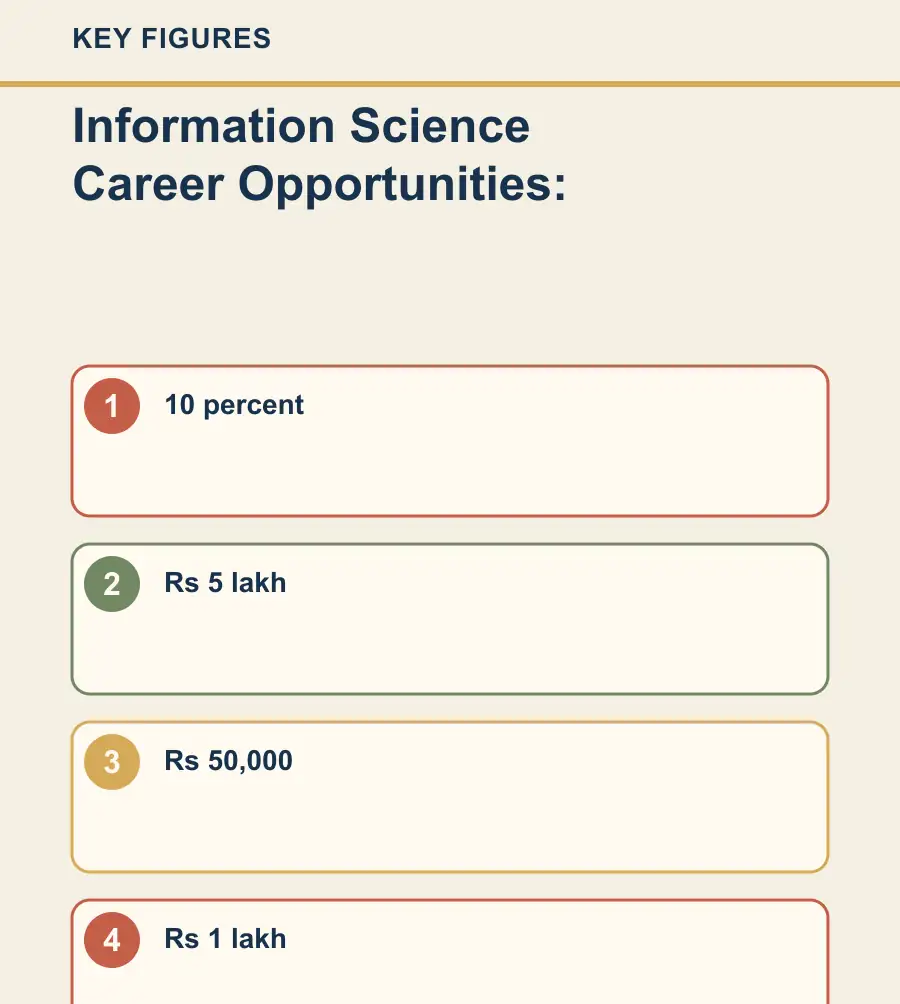 KEY FIGURES
Information Science
Career Opportunities:
1 10 percent
2 Rs 5 lakh
3 Rs 50,000
4 Rs 1 lakh